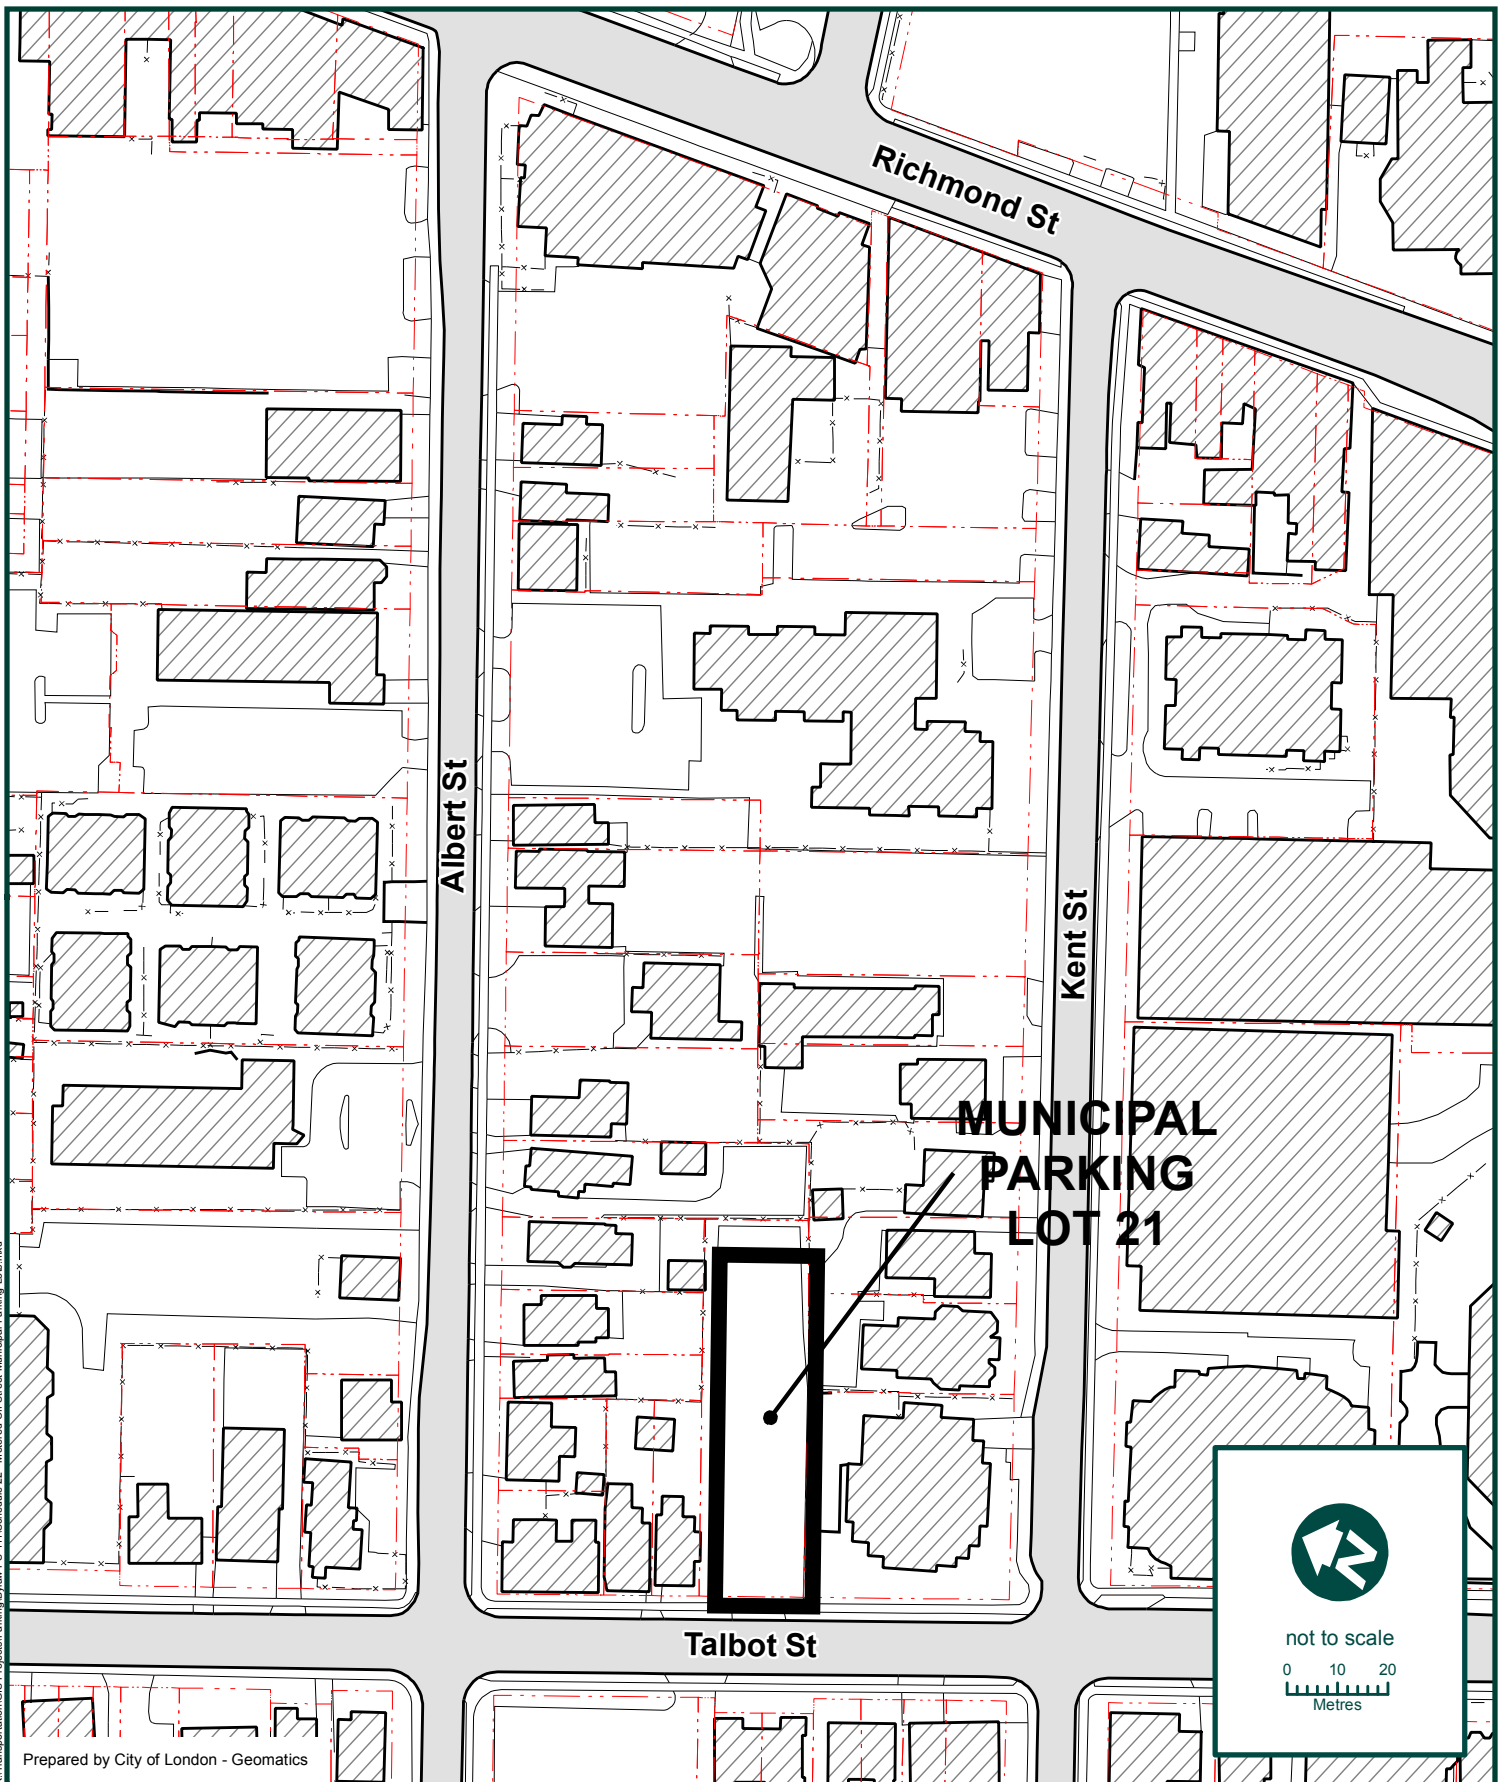 Richmond St
Albert St
Kent St
MUNICIPAL
PARKING
LOT 21
Talbot St
not to scale
0 10 20
Metres
Prepared by City of London - Geomatics